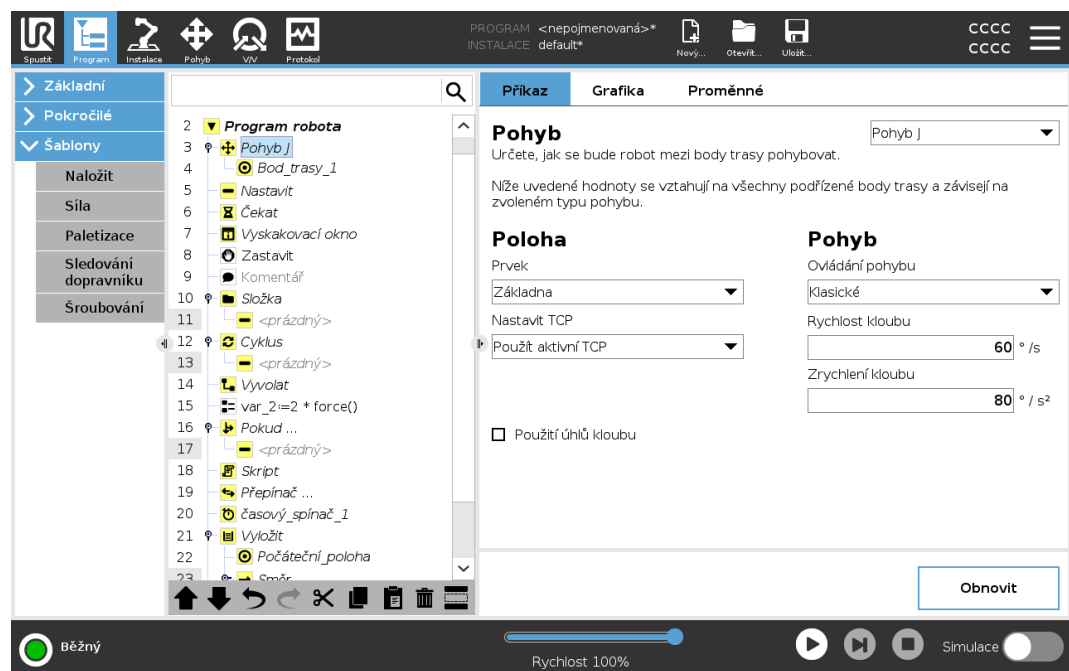 PROGRAM <nepojmenovaná>*
INSTALACE default*
CCCC
CCCC
Spustit
Program
Instalace
Pohyb
V/V
Protokol
Nový...
Otevřít...
Uložit...
Základní
Pokročilé
Šablony
Naložit
Síla
Paletizace
Sledování
dopravníku
Šroubování
2 Program robota
3 Pohyb J
4 Bod_trasy_1
5 Nastavit
6 Čekat
7 Vyskakovací okno
8 Zastavit
9 Komentář
10 Složka
11 <prázdný>
12 Cyklus
13 <prázdný>
14 Vyvolat
15 var_2:=2 * force()
16 Pokud ...
17 <prázdný>
18 Skript
19 Přepínač ...
20 časový_spínač_1
21 Vyložit
22 Počáteční_poloha
23 Směr
Příkaz
Grafika
Proměnné
Pohyb
Pohyb J
Určete, jak se bude robot mezi body trasy pohybovat.
Níže uvedené hodnoty se vztahují na všechny podřízené body trasy a závisejí na
zvoleném typu pohybu.
Poloha
Prvek
Základna
Nastavit TCP
Použít aktivní TCP
Použití úhlů kloubu
Pohyb
Ovládání pohybu
Klasické
Rychlost kloubu
60 ° /s
Zrychlení kloubu
80 ° / s²
Obnovit
Běžný
Rychlost 100%
Simulace